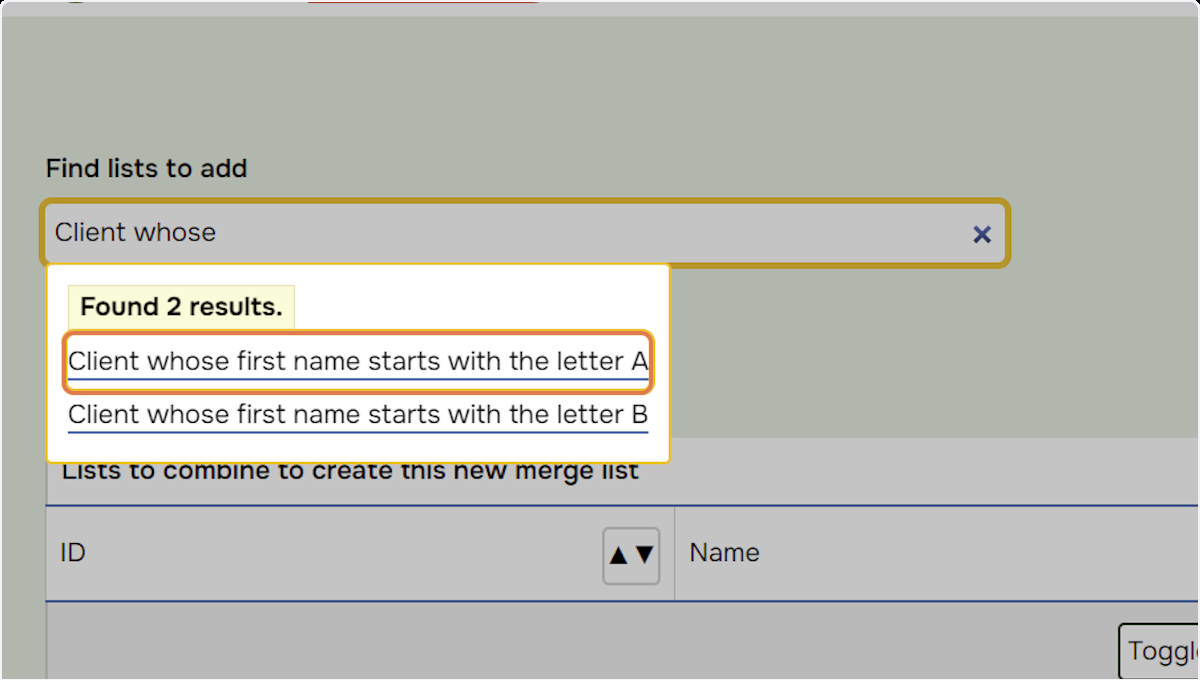 Find lists to add
Client whose
Found 2 results.
Client whose first name starts with the letter A
Client whose first name starts with the letter B
Lists to combine to create this new merge list
ID ▲▼ Name